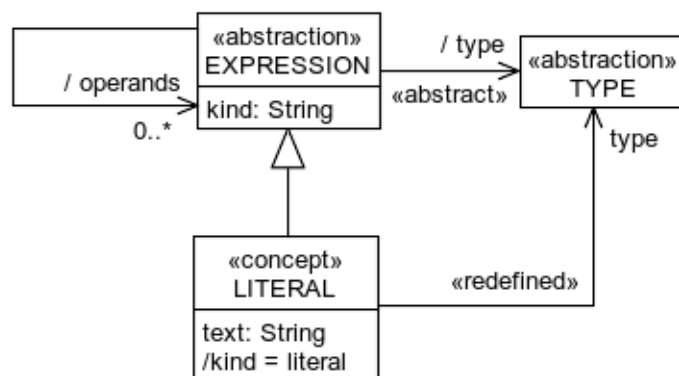 «abstraction»
EXPRESSION
kind: String
/ operands
0..*
/ type
«abstract»
«abstraction»
TYPE
type
«redefined»
«concept»
LITERAL
text: String
/kind = literal